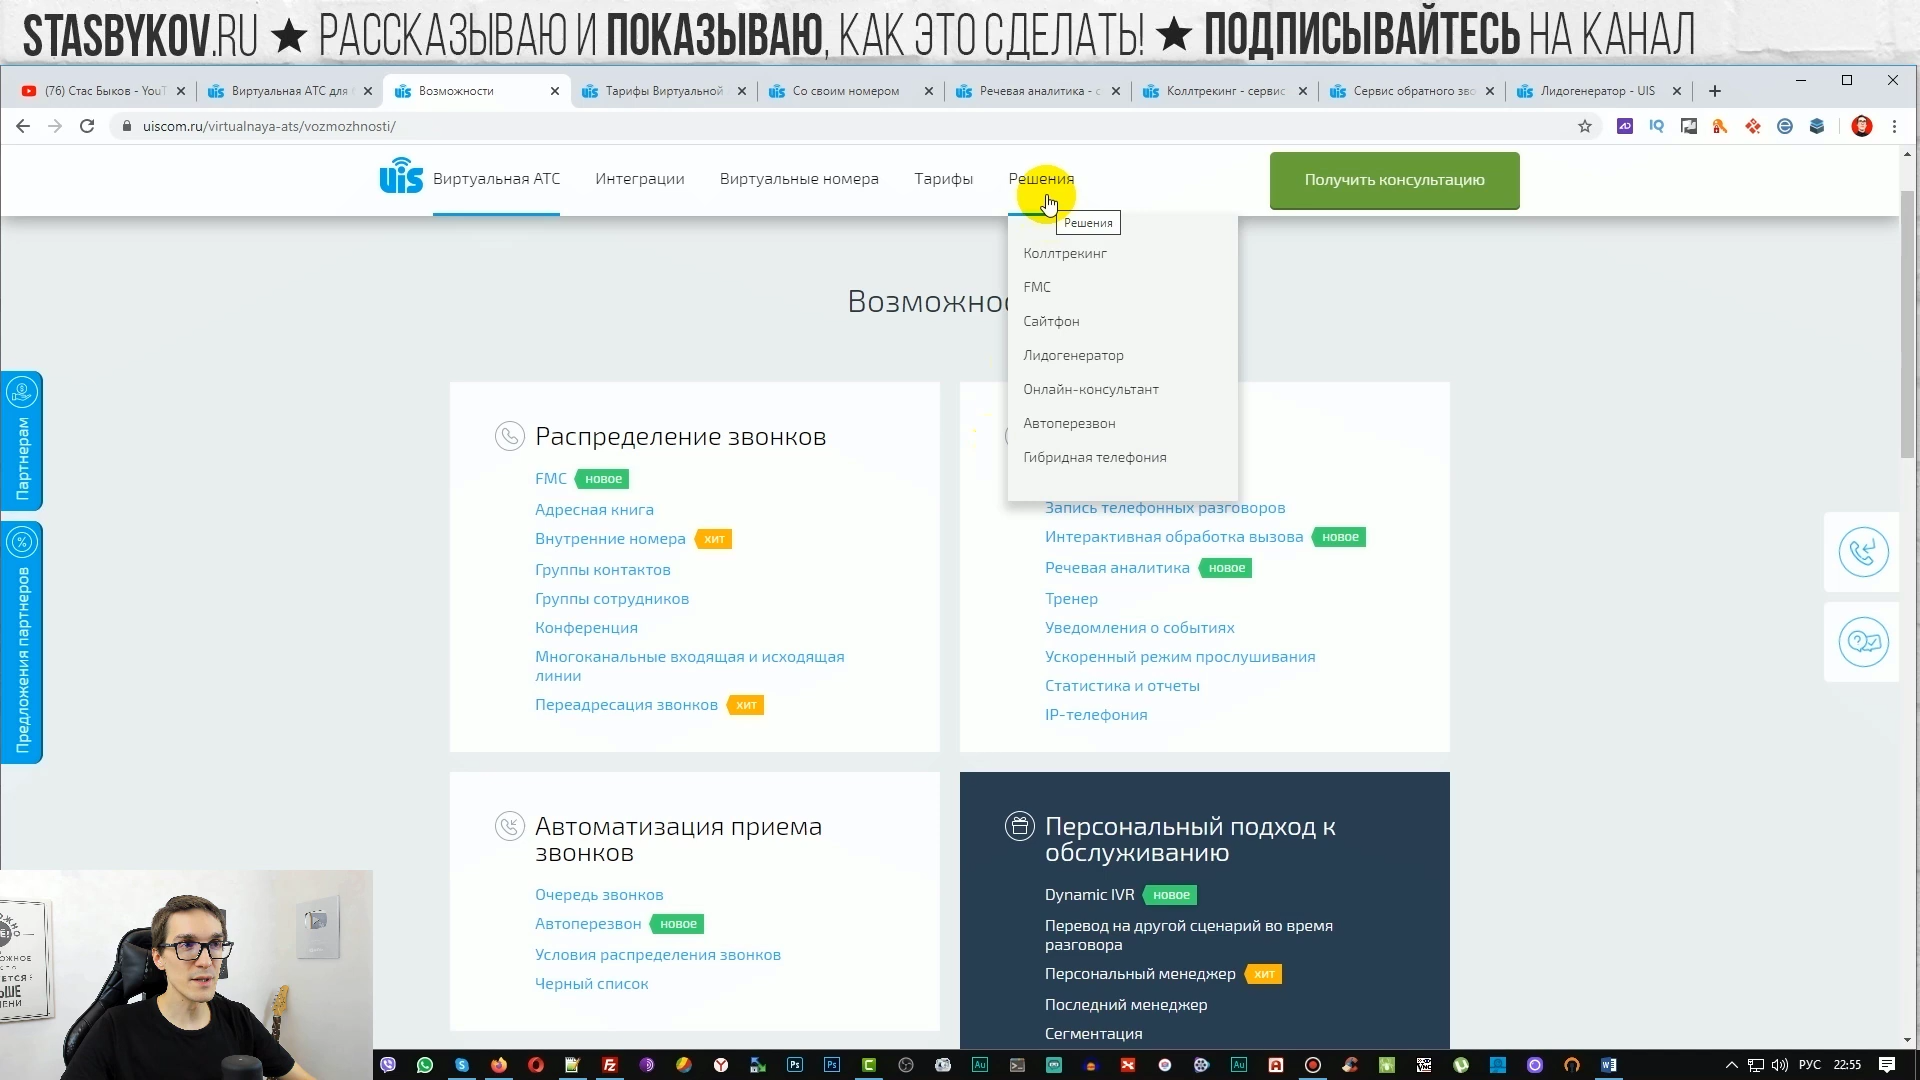 STASBYKOV.RU ★ РАССКАЗЫВАЮ И ПОКАЗЫВАЮ, КАК ЭТО СДЕЛАТЬ! ★ ПОДПИСЫВАЙТЕСЬ НА КАНАЛ
(76) Стас Быков - YouT
Виртуальная АТС для
Возможности
Тарифы Виртуальной
Со своим номером
Речевая аналитика - с
Коллтрекинг - сервис
Сервис обратного зво
Лидогенератор - UIS
uiscom.ru/virtualnaya-ats/vozmozhnosti/
uis
Виртуальная АТС
Интеграции
Виртуальные номера
Тарифы
Решения
Получить консультацию
Решения
Коллтрекинг
FMC
Сайтфон
Лидогенератор
Онлайн-консультант
Автоперезвон
Гибридная телефония
Партнерам
Предложения партнеров
Распределение звонков
FMC новое
Адресная книга
Внутренние номера хит
Группы контактов
Группы сотрудников
Конференция
Многоканальные входящая и исходящая
линии
Переадресация звонков хит
Запись телефонных разговоров
Интерактивная обработка вызова новое
Речевая аналитика новое
Тренер
Уведомления о событиях
Ускоренный режим прослушивания
Статистика и отчеты
IP-телефония
Автоматизация приема
звонков
Очередь звонков
Автоперезвон новое
Условия распределения звонков
Черный список
Персональный подход к
обслуживанию
Dynamic IVR новое
Перевод на другой сценарий во время
разговора
Персональный менеджер хит
Последний менеджер
Сегментация
РУС
22:55